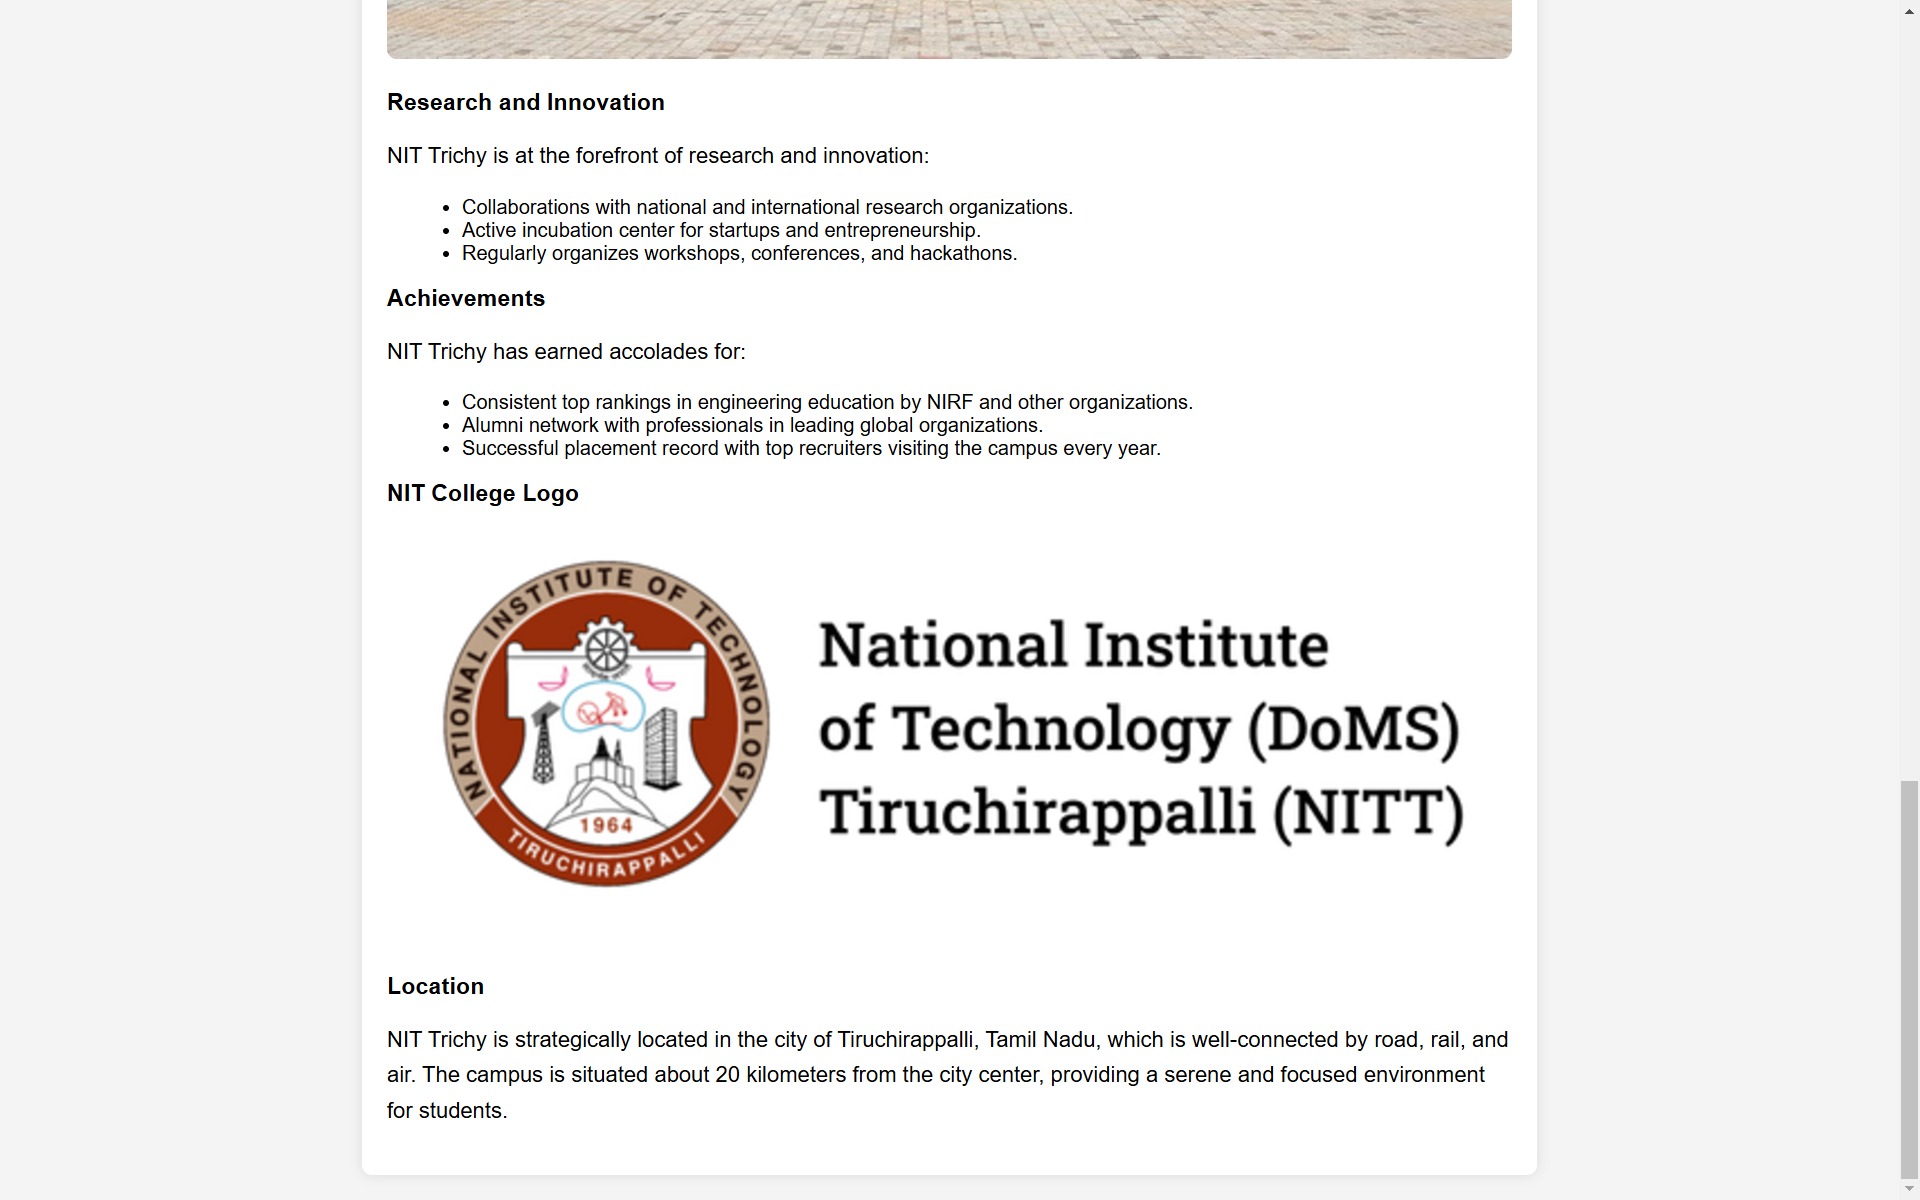 Research and Innovation
NIT Trichy is at the forefront of research and innovation:
Collaborations with national and international research organizations.
Active incubation center for startups and entrepreneurship.
Regularly organizes workshops, conferences, and hackathons.
Achievements
NIT Trichy has earned accolades for:
Consistent top rankings in engineering education by NIRF and other organizations.
Alumni network with professionals in leading global organizations.
Successful placement record with top recruiters visiting the campus every year.
NIT College Logo
NATIONAL INSTITUTE OF TECHNOLOGY
1964
TIRUCHIRAPPALLI
National Institute
of Technology (DoMS)
Tiruchirappalli (NITT)
Location
NIT Trichy is strategically located in the city of Tiruchirappalli, Tamil Nadu, which is well-connected by road, rail, and
air. The campus is situated about 20 kilometers from the city center, providing a serene and focused environment
for students.